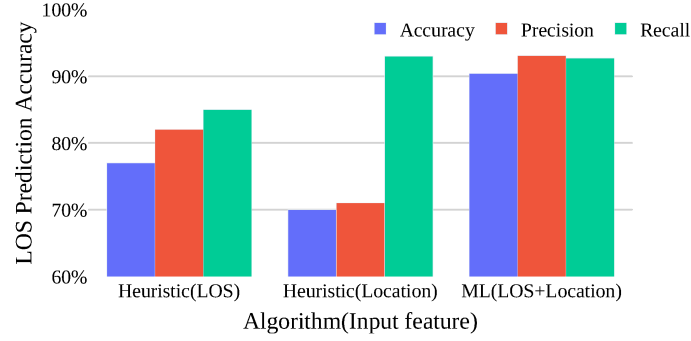 100%
Accuracy Precision Recall
90%
80%
70%
60%
LOS Prediction Accuracy
Heuristic(LOS) Heuristic(Location) ML(LOS+Location)
Algorithm(Input feature)